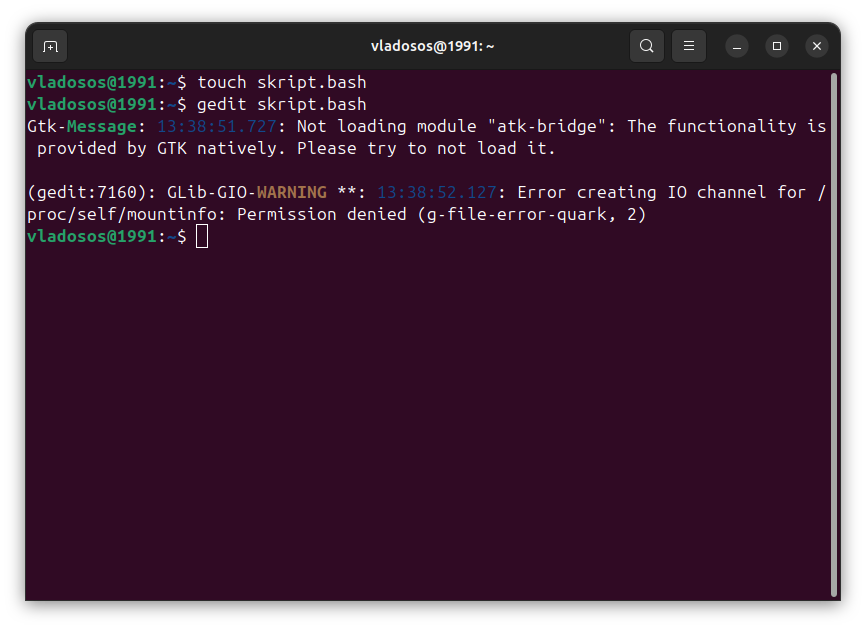 vladosos@1991: ~
vladosos@1991:~$ touch skript.bash
vladosos@1991:~$ gedit skript.bash
Gtk-Message: 13:38:51.727: Not loading module "atk-bridge": The functionality is
 provided by GTK natively. Please try to not load it.
(gedit:7160): GLib-GIO-WARNING **: 13:38:52.127: Error creating IO channel for /
proc/self/mountinfo: Permission denied (g-file-error-quark, 2)
vladosos@1991:~$